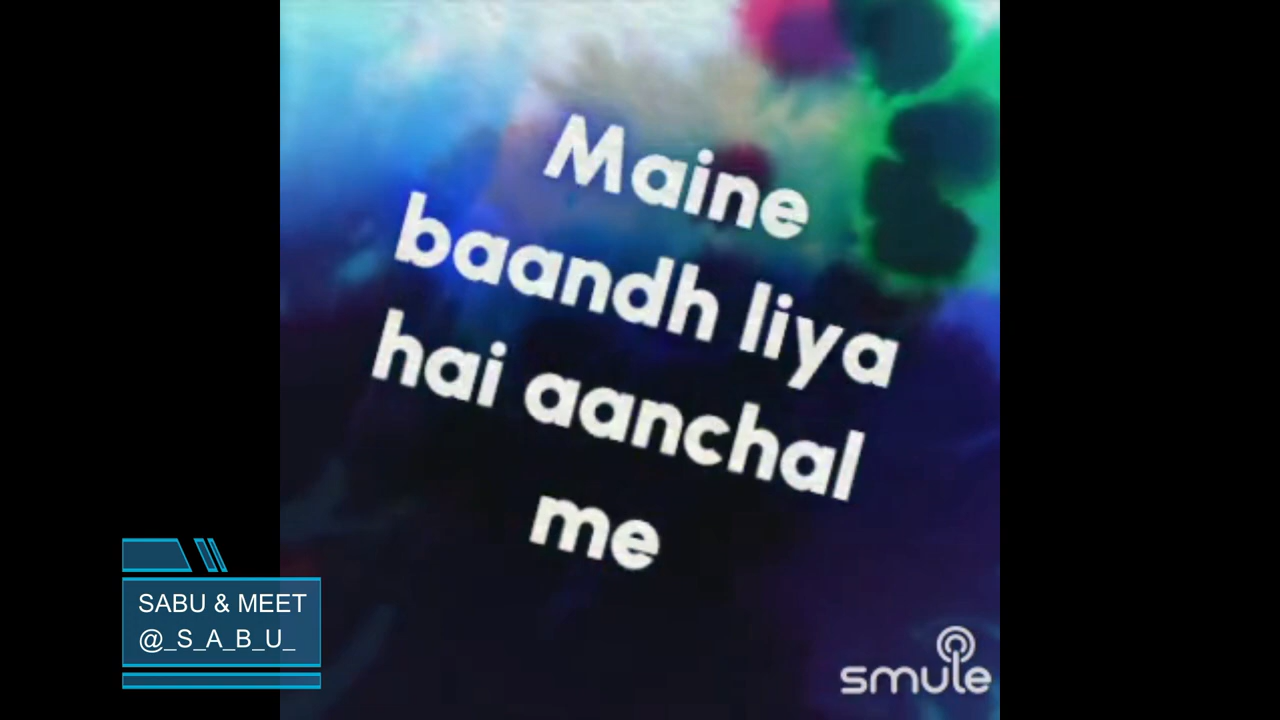 Maine
baandh liya
hai aanchal
me
SABU & MEET
@_S_A_B_U_
smule